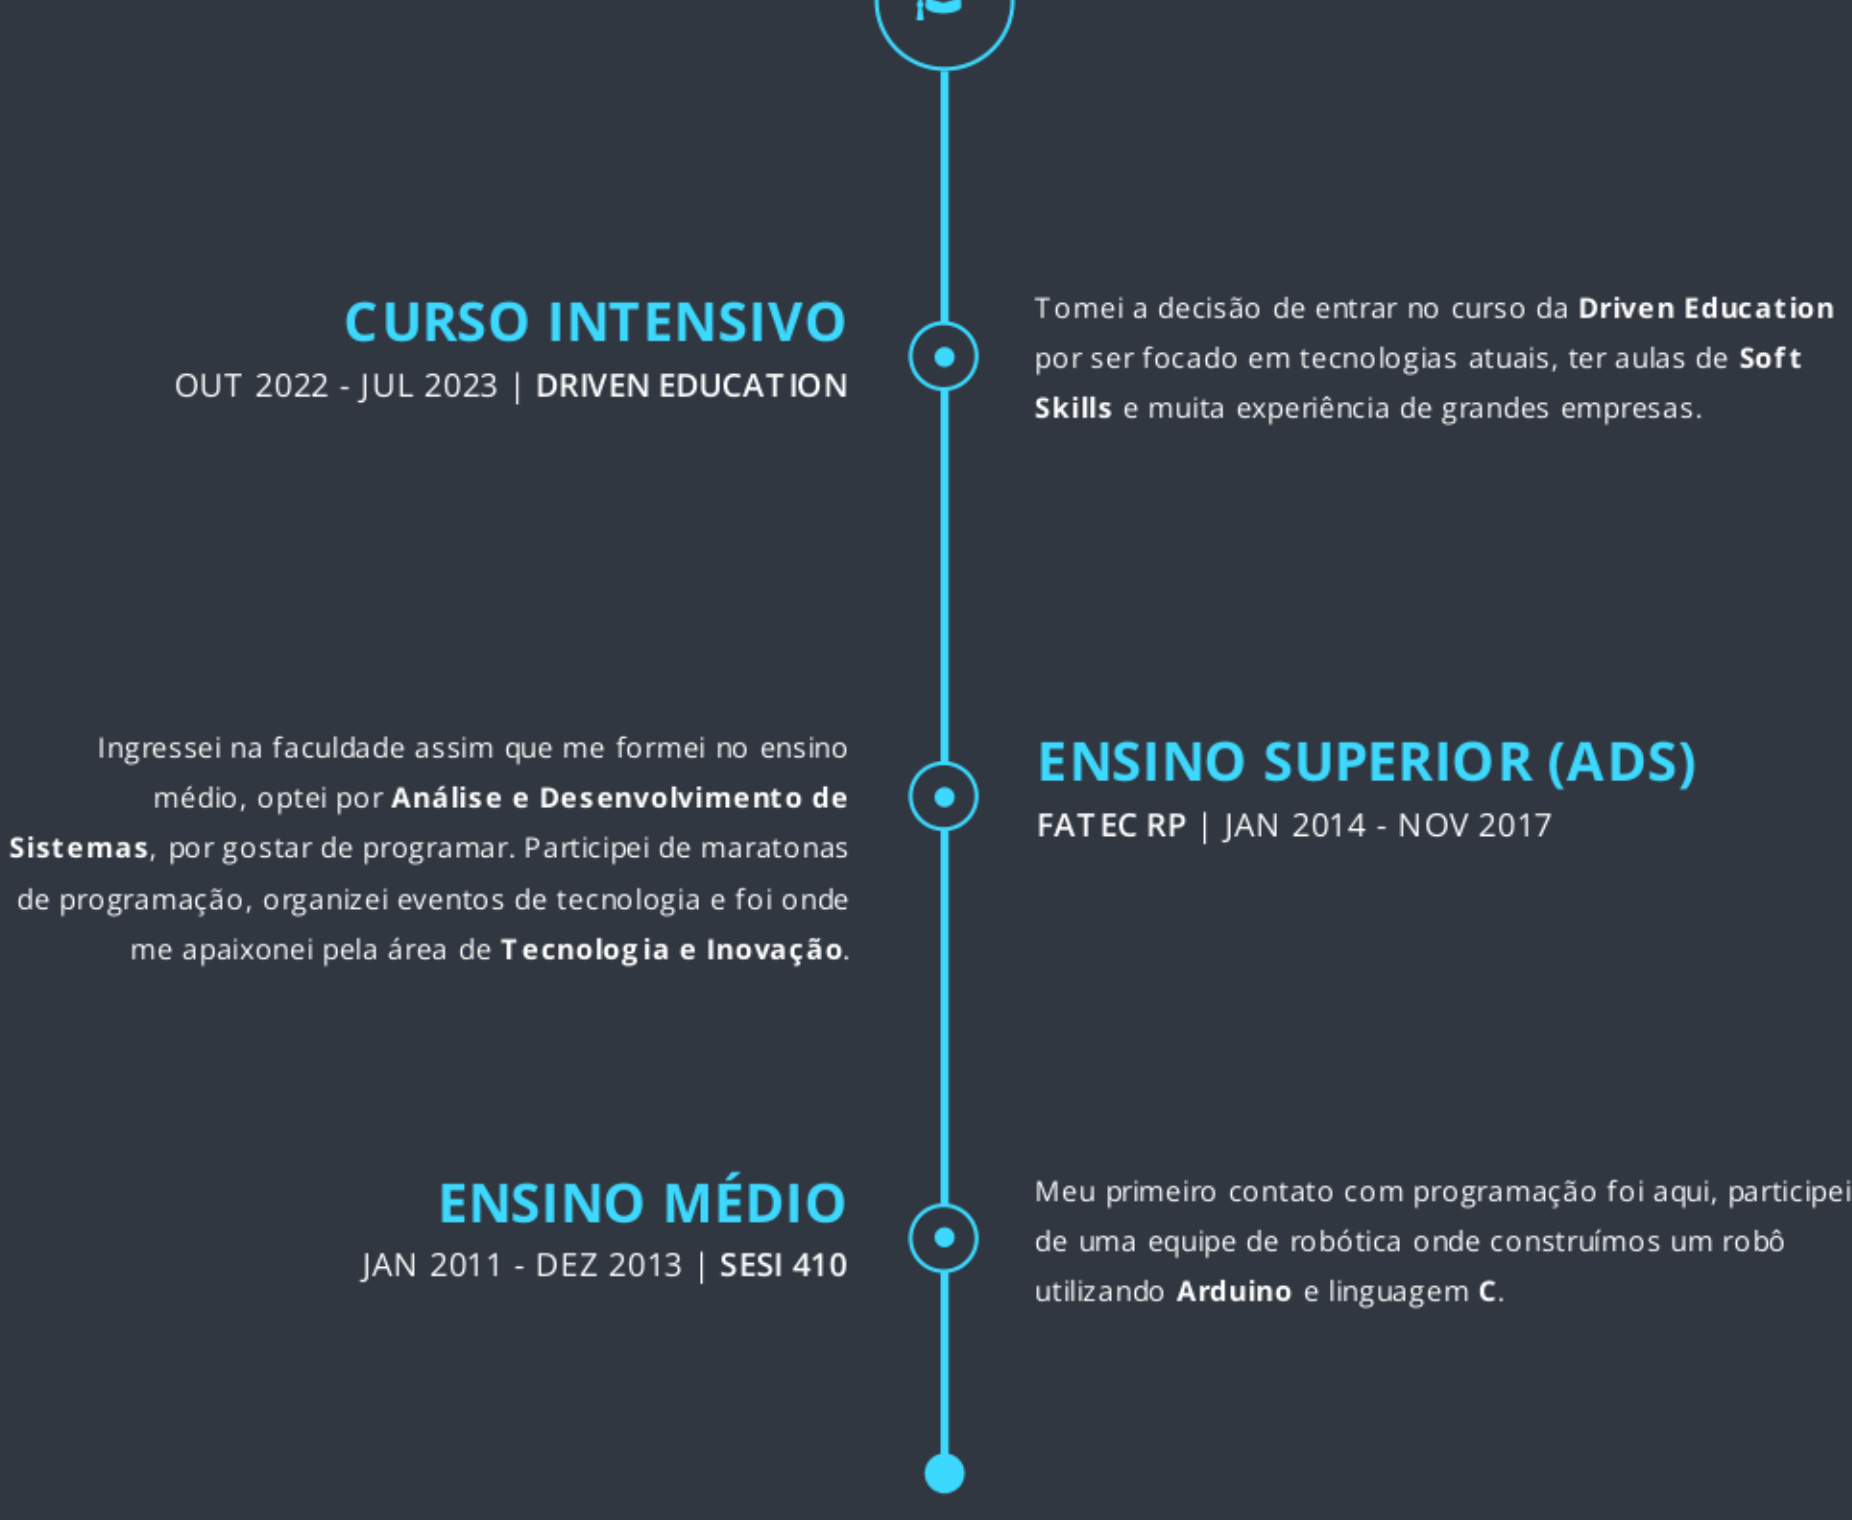 CURSO INTENSIVO
OUT 2022 - JUL 2023 | DRIVEN EDUCATION
Tomei a decisão de entrar no curso da Driven Education
por ser focado em tecnologias atuais, ter aulas de Soft
Skills e muita experiência de grandes empresas.
Ingressei na faculdade assim que me formei no ensino
médio, optei por Análise e Desenvolvimento de
Sistemas, por gostar de programar. Participei de maratonas
de programação, organizei eventos de tecnologia e foi onde
me apaixonei pela área de Tecnologia e Inovação.
ENSINO SUPERIOR (ADS)
FATEC RP | JAN 2014 - NOV 2017
ENSINO MÉDIO
JAN 2011 - DEZ 2013 | SESI 410
Meu primeiro contato com programação foi aqui, participei
de uma equipe de robótica onde construímos um robô
utilizando Arduino e linguagem C.